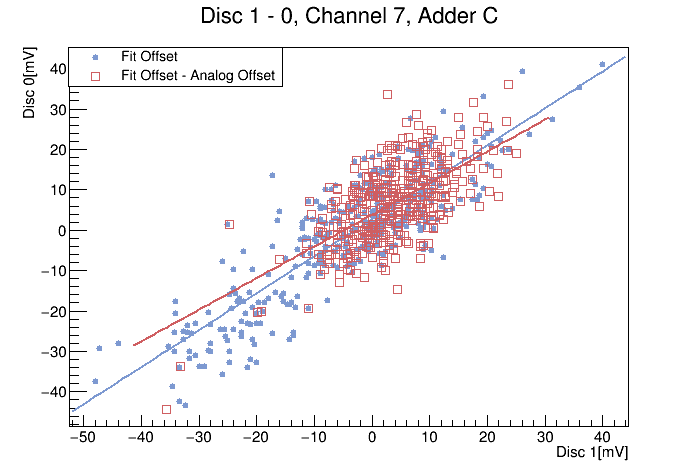 Disc 1 - 0, Channel 7, Adder C
Disc 0[mV]
Fit Offset
Fit Offset - Analog Offset
40
30
20
10
0
−10
−20
−30
−40
−50 −40 −30 −20 −10 0 10 20 30 40
Disc 1[mV]